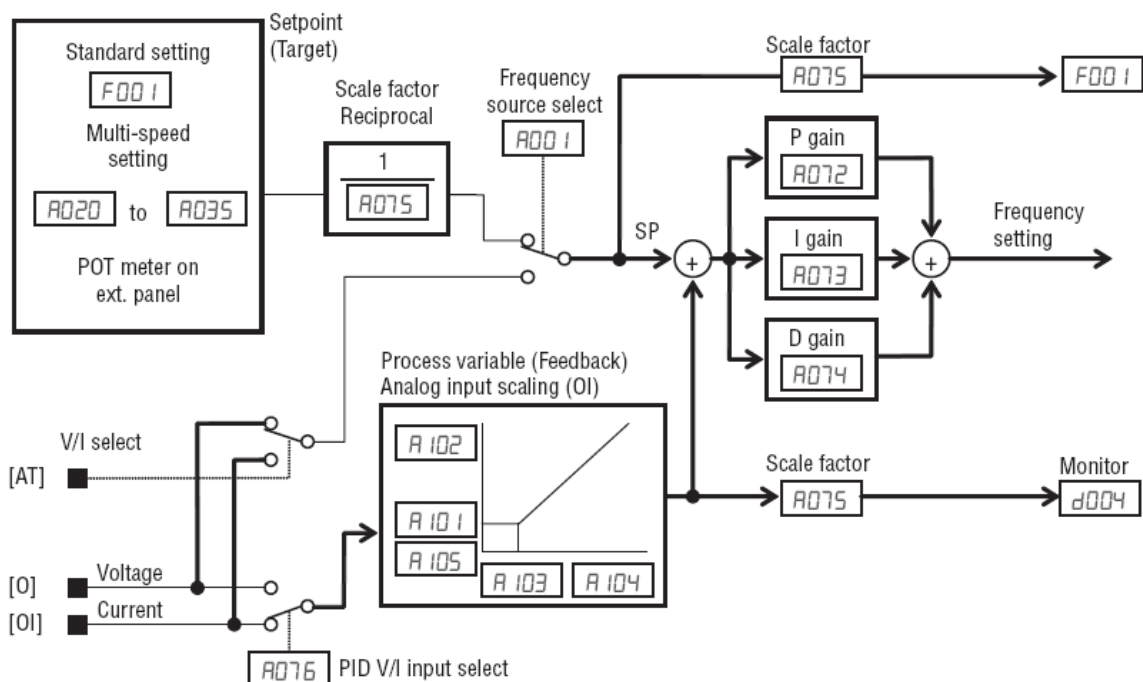 Setpoint
(Target)
Standard setting
F001
Multi-speed
setting
A020 to A035
POT meter on
ext. panel
Scale factor
Reciprocal
1
A075
Frequency
source select
A001
Scale factor
A075
F001
SP
+
P gain
A072
I gain
A073
D gain
A074
+
Frequency
setting
Process variable (Feedback)
Analog input scaling (OI)
A102
A101
A105
A103
A104
Scale factor
A075
Monitor
d004
V/I select
[AT]
[O]
Voltage
[OI]
Current
A076
PID V/I input select